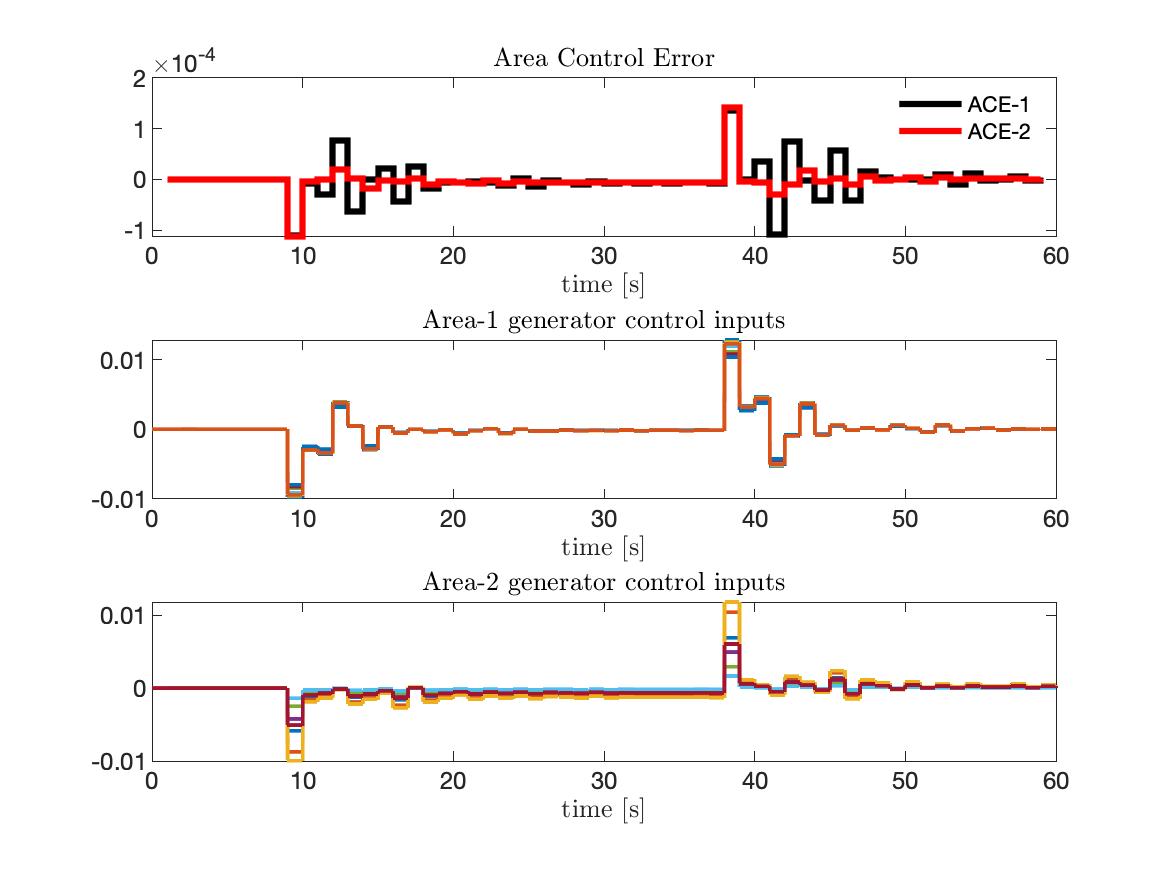 Area Control Error
×10-4
2
1
0
-1
ACE-1
ACE-2
0 10 20 30 40 50 60
time [s]
Area-1 generator control inputs
0.01
0
-0.01
0 10 20 30 40 50 60
time [s]
Area-2 generator control inputs
0.01
0
-0.01
0 10 20 30 40 50 60
time [s]